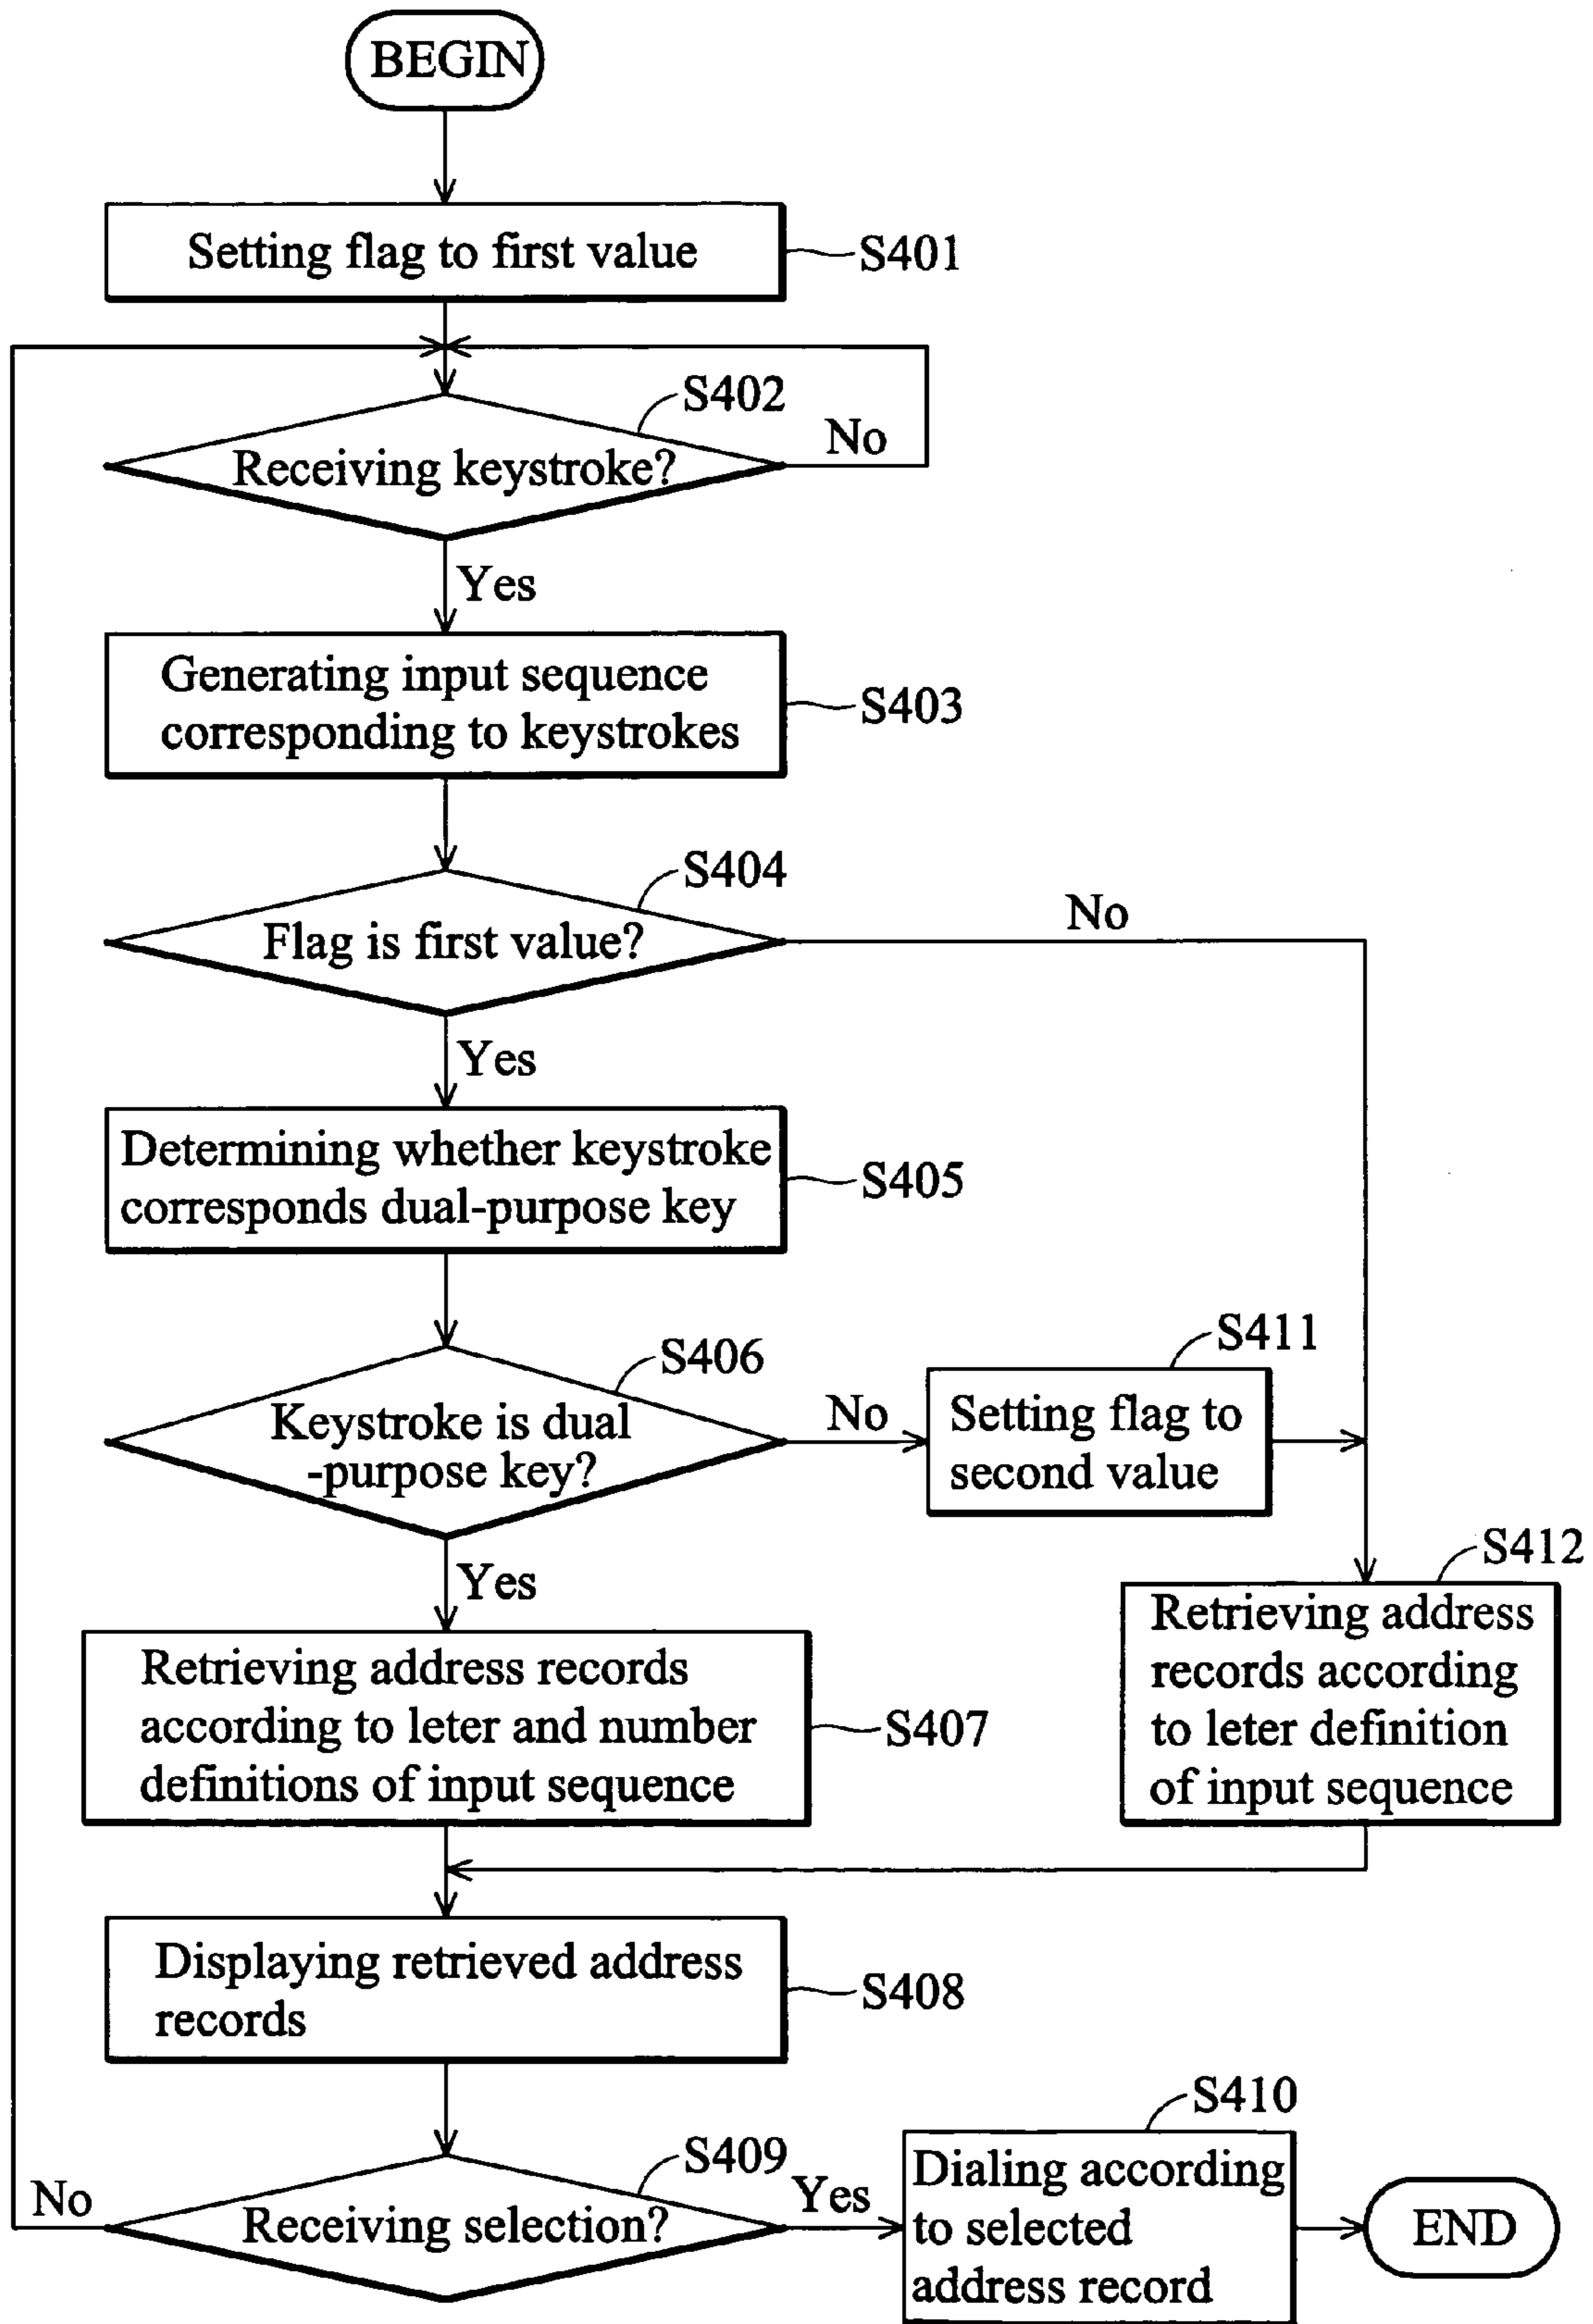 BEGIN
Setting flag to first value
S401
S402
Receiving keystroke?
No
Yes
Generating input sequence
corresponding to keystrokes
S403
S404
Flag is first value?
No
Yes
Determining whether keystroke
corresponds dual-purpose key
S405
S406
Keystroke is dual
-purpose key?
No
S411
Setting flag to
second value
Yes
S412
Retrieving address
records according
to leter definition
of input sequence
Retrieving address records
according to leter and number
definitions of input sequence
S407
Displaying retrieved address
records
S408
S409
Receiving selection?
No
Yes
S410
Dialing according
to selected
address record
END